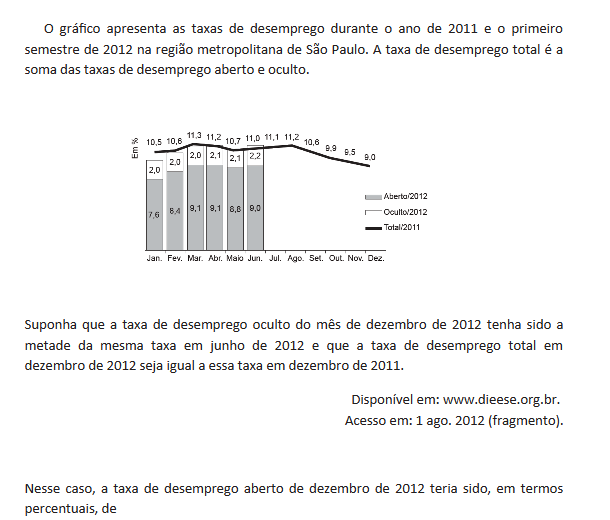 O gráfico apresenta as taxas de desemprego durante o ano de 2011 e o primeiro
semestre de 2012 na região metropolitana de São Paulo. A taxa de desemprego total é a
soma das taxas de desemprego aberto e oculto.
Em %
10,5 10,6 11,3 11,2 10,7 11,0 11,1 11,2 10,6 9,9 9,5 9,0
2,0 2,0 2,0 2,1 2,1 2,2
7,6 8,4 9,1 9,1 8,8 9,0
Aberto/2012
Oculto/2012
Total/2011
Jan. Fev. Mar. Abr. Maio Jun. Jul. Ago. Set. Out. Nov. Dez.
Suponha que a taxa de desemprego oculto do mês de dezembro de 2012 tenha sido a
metade da mesma taxa em junho de 2012 e que a taxa de desemprego total em
dezembro de 2012 seja igual a essa taxa em dezembro de 2011.
Disponível em: www.dieese.org.br.
Acesso em: 1 ago. 2012 (fragmento).
Nesse caso, a taxa de desemprego aberto de dezembro de 2012 teria sido, em termos
percentuais, de